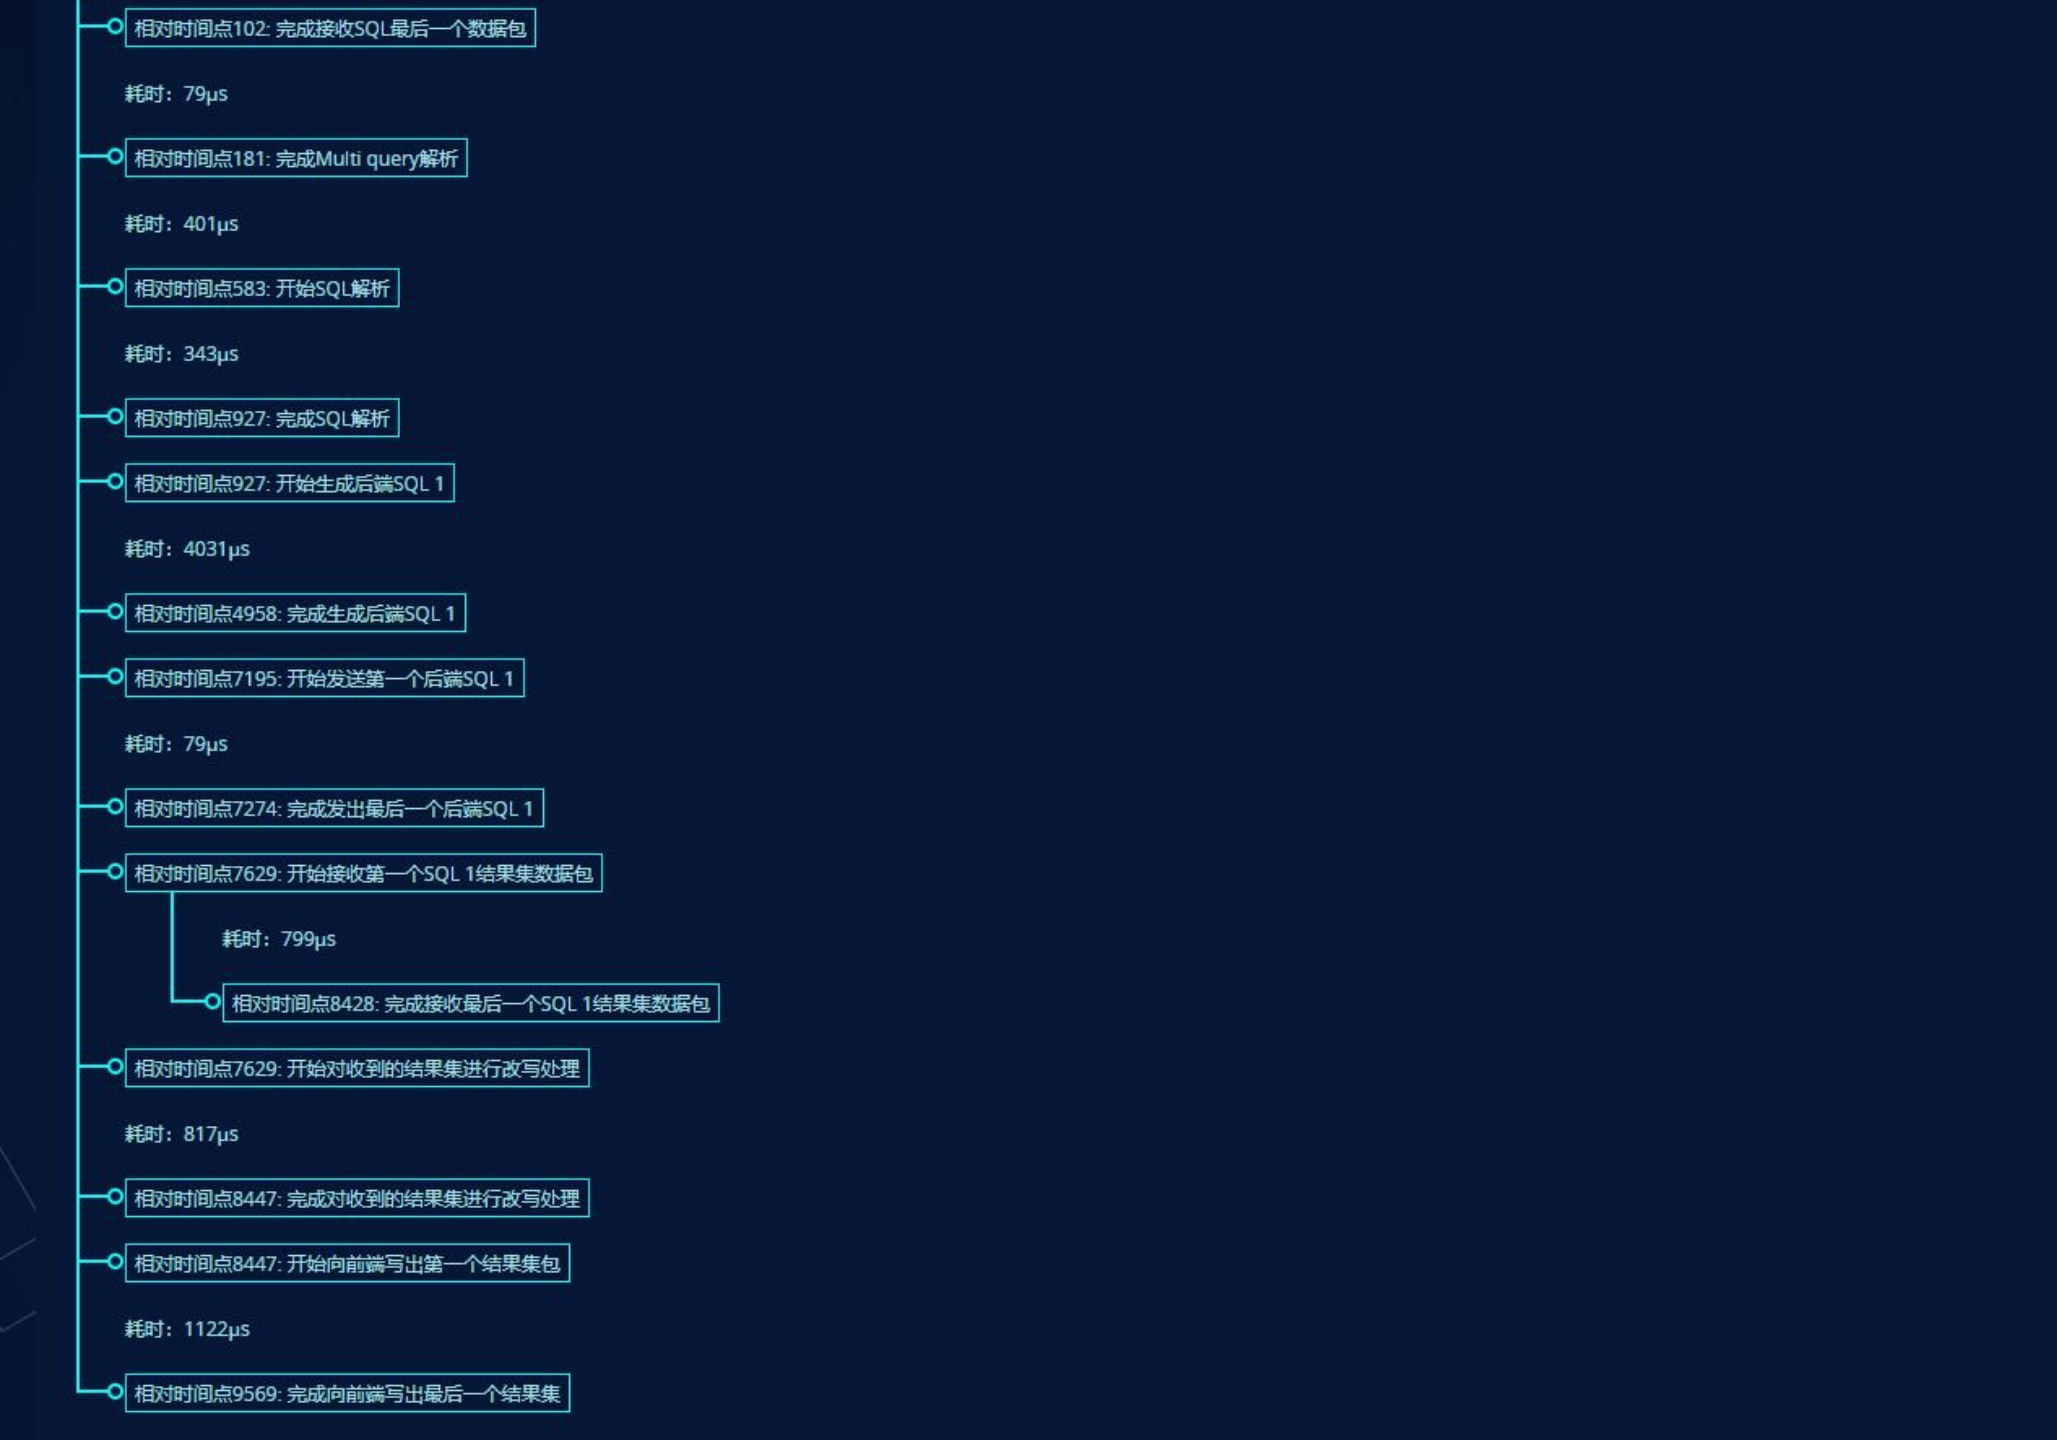 相对时间点102: 完成接收SQL最后一个数据包
耗时：79μs
相对时间点181: 完成Multi query解析
耗时：401μs
相对时间点583: 开始SQL解析
耗时：343μs
相对时间点927: 完成SQL解析
相对时间点927: 开始生成后端SQL 1
耗时：4031μs
相对时间点4958: 完成生成后端SQL 1
相对时间点7195: 开始发送第一个后端SQL 1
耗时：79μs
相对时间点7274: 完成发出最后一个后端SQL 1
相对时间点7629: 开始接收第一个SQL 1结果集数据包
耗时：799μs
相对时间点8428: 完成接收最后一个SQL 1结果集数据包
相对时间点7629: 开始对收到的结果集进行改写处理
耗时：817μs
相对时间点8447: 完成对收到的结果集进行改写处理
相对时间点8447: 开始向前端写出第一个结果集包
耗时：1122μs
相对时间点9569: 完成向前端写出最后一个结果集